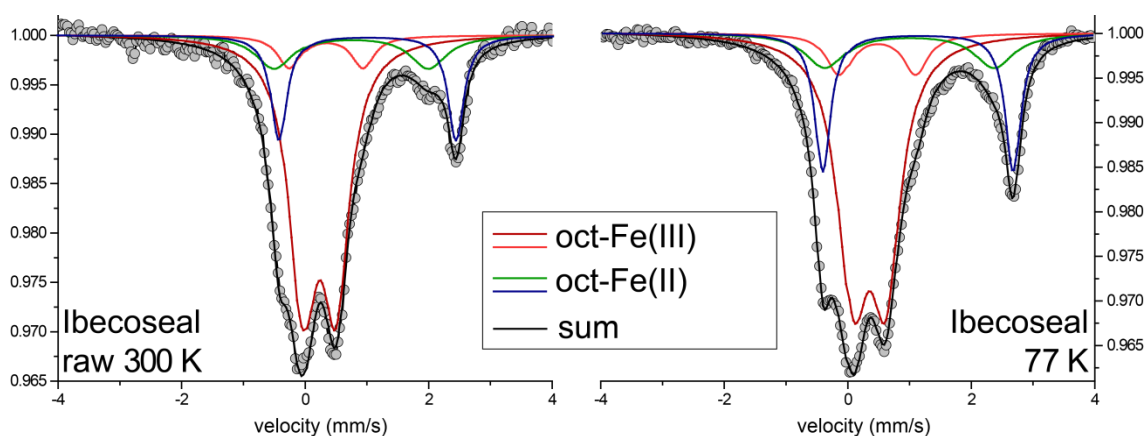 1.000
0.995
0.990
0.985
0.980
0.975
0.970
0.965
Ibecoseal
raw 300 K
-4 -2 0 2 4
velocity (mm/s)
oct-Fe(III)
oct-Fe(II)
sum
1.000
0.995
0.990
0.985
0.980
0.975
0.970
0.965
Ibecoseal
77 K
-4 -2 0 2 4
velocity (mm/s)